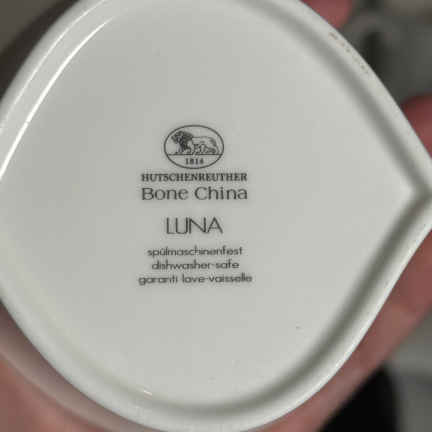 1814
HUTSCHENREUTHER
Bone China
LUNA
spülmaschinenfest
dishwasher-safe
garanti lave-vaisselle